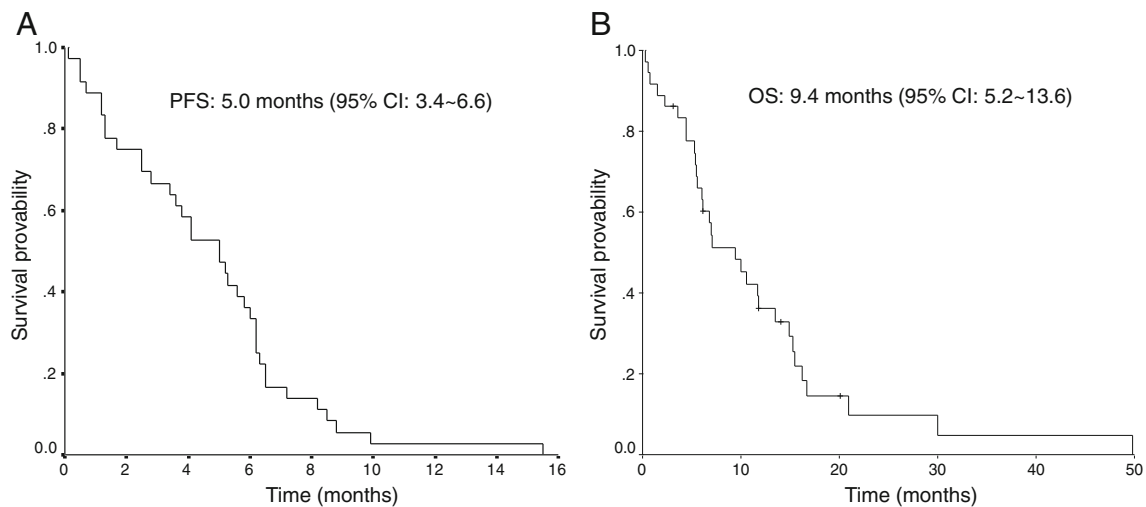 A
1.0
PFS: 5.0 months (95% CI: 3.4~6.6)
.8
.6
.4
.2
0.0
Survival provability
0 2 4 6 8 10 12 14 16
Time (months)
B
1.0
OS: 9.4 months (95% CI: 5.2~13.6)
.8
.6
.4
.2
0.0
Survival provability
0 10 20 30 40 50
Time (months)